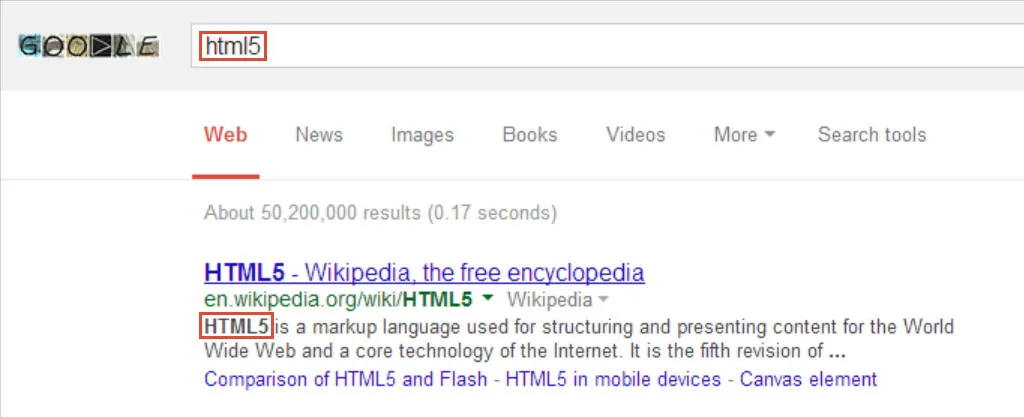 GOOGLE
html5
Web News Images Books Videos More Search tools
About 50,200,000 results (0.17 seconds)
HTML5 - Wikipedia, the free encyclopedia
en.wikipedia.org/wiki/HTML5 Wikipedia
HTML5 is a markup language used for structuring and presenting content for the World
Wide Web and a core technology of the Internet. It is the fifth revision of ...
Comparison of HTML5 and Flash - HTML5 in mobile devices - Canvas element